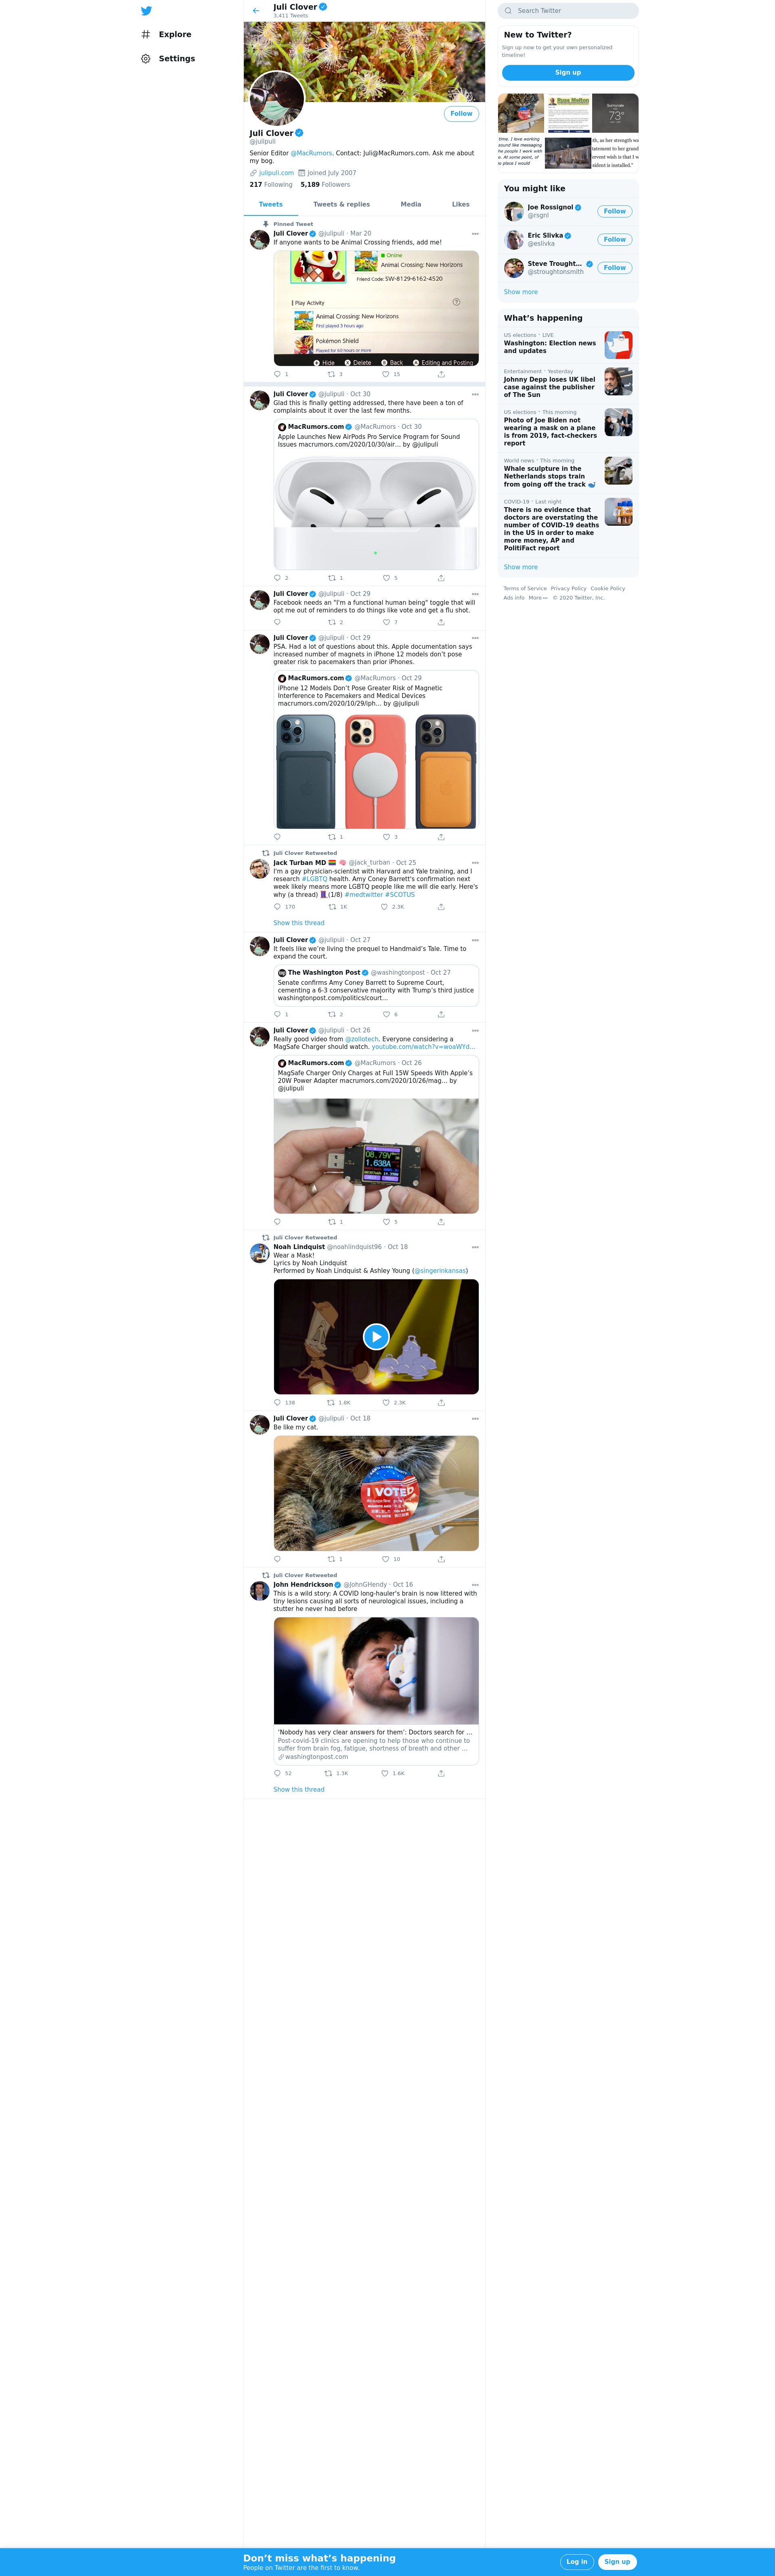 Explore
Settings
Juli Clover
3,411 Tweets
Follow
Juli Clover
@julipuli
Senior Editor @MacRumors. Contact: Juli@MacRumors.com. Ask me about
my bog.
julipuli.com Joined July 2007
217 Following 5,189 Followers
Tweets Tweets & replies Media Likes
Pinned Tweet
Juli Clover @julipuli · Mar 20
If anyone wants to be Animal Crossing friends, add me!
Online
Animal Crossing: New Horizons
Friend Code: SW-8129-6162-4520
Play Activity
?
Animal Crossing: New Horizons
First played 3 hours ago
Pokémon Shield
Played for 60 hours or more
Hide X Delete B Back A Editing and Posting
1 3 15
Juli Clover @julipuli · Oct 30
Glad this is finally getting addressed, there have been a ton of
complaints about it over the last few months.
MacRumors.com @MacRumors · Oct 30
Apple Launches New AirPods Pro Service Program for Sound
Issues macrumors.com/2020/10/30/air... by @julipuli
2 1 5
Juli Clover @julipuli · Oct 29
Facebook needs an "I'm a functional human being" toggle that will
opt me out of reminders to do things like vote and get a flu shot.
2 7
Juli Clover @julipuli · Oct 29
PSA. Had a lot of questions about this. Apple documentation says
increased number of magnets in iPhone 12 models don't pose
greater risk to pacemakers than prior iPhones.
MacRumors.com @MacRumors · Oct 29
iPhone 12 Models Don't Pose Greater Risk of Magnetic
Interference to Pacemakers and Medical Devices
macrumors.com/2020/10/29/iph... by @julipuli
1 3
Juli Clover Retweeted
Jack Turban MD 🏳️‍🌈 🧠 @jack_turban · Oct 25
I'm a gay physician-scientist with Harvard and Yale training, and I
research #LGBTQ health. Amy Coney Barrett's confirmation next
week likely means more LGBTQ people like me will die early. Here's
why (a thread) 🧵(1/8) #medtwitter #SCOTUS
170 1K 2.3K
Show this thread
Juli Clover @julipuli · Oct 27
It feels like we're living the prequel to Handmaid's Tale. Time to
expand the court.
The Washington Post @washingtonpost · Oct 27
Senate confirms Amy Coney Barrett to Supreme Court,
cementing a 6-3 conservative majority with Trump's third justice
washingtonpost.com/politics/court...
1 2 6
Juli Clover @julipuli · Oct 26
Really good video from @zollotech. Everyone considering a
MagSafe Charger should watch. youtube.com/watch?v=woaWYd...
MacRumors.com @MacRumors · Oct 26
MagSafe Charger Only Charges at Full 15W Speeds With Apple's
20W Power Adapter macrumors.com/2020/10/26/mag... by
@julipuli
08.79V
1.638A
1 5
Juli Clover Retweeted
Noah Lindquist @noahlindquist96 · Oct 18
Wear a Mask!
Lyrics by Noah Lindquist
Performed by Noah Lindquist & Ashley Young (@singerinkansas)
138 1.8K 2.3K
Juli Clover @julipuli · Oct 18
Be like my cat.
I VOTED
1 10
Juli Clover Retweeted
John Hendrickson @JohnGHendy · Oct 16
This is a wild story: A COVID long-hauler's brain is now littered with
tiny lesions causing all sorts of neurological issues, including a
stutter he never had before
'Nobody has very clear answers for them': Doctors search for ...
Post-covid-19 clinics are opening to help those who continue to
suffer from brain fog, fatigue, shortness of breath and other ...
washingtonpost.com
52 1.3K 1.6K
Show this thread
Search Twitter
New to Twitter?
Sign up now to get your own personalized
timeline!
Sign up
73°
You might like
Joe Rossignol
@rsgnl
Follow
Eric Slivka
@eslivka
Follow
Steve Trought...
@stroughtonsmith
Follow
Show more
What's happening
US elections · LIVE
Washington: Election news
and updates
Entertainment · Yesterday
Johnny Depp loses UK libel
case against the publisher
of The Sun
US elections · This morning
Photo of Joe Biden not
wearing a mask on a plane
is from 2019, fact-checkers
report
World news · This morning
Whale sculpture in the
Netherlands stops train
from going off the track 🐋
COVID-19 · Last night
There is no evidence that
doctors are overstating the
number of COVID-19 deaths
in the US in order to make
more money, AP and
PolitiFact report
Show more
Terms of Service Privacy Policy Cookie Policy
Ads info More ··· © 2020 Twitter, Inc.
Don't miss what's happening
People on Twitter are the first to know.
Log in Sign up